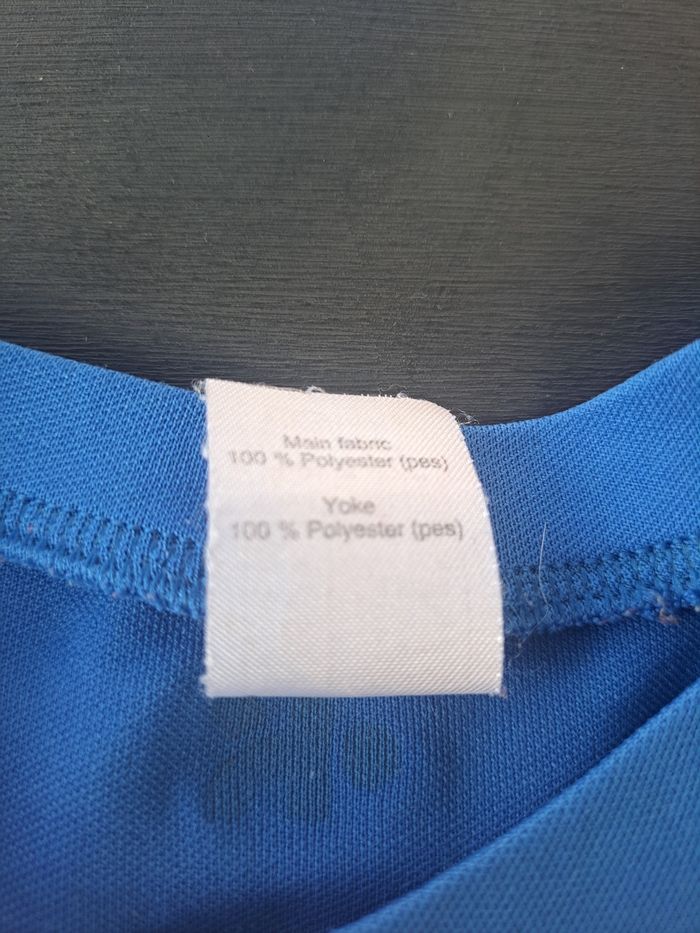 Main fabric
100 % Polyester (pes)
Yoke
100 % Polyester (pes)